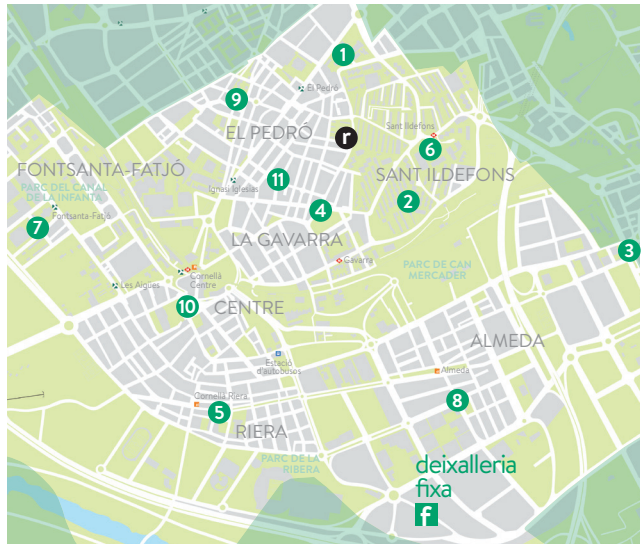 1
El Pedró
9
EL PEDRÓ
r
Sant Ildefons
6
FONTSANTA-FATJÓ
PARC DEL CANAL
DE LA INFANTA
Ignasi Iglesias
11
SANT ILDEFONS
2
4
7
Fontsanta-Fatjó
LA GAVARRA
3
Gavarra
PARC DE CAN
MERCADER
Cornellà
Centre
Les Aigües
10
CENTRE
ALMEDA
Estació
d'autobusos
Almeda
Cornellà Riera
5
8
RIERA
PARC DE LA
RIBERA
deixalleria
fixa
f